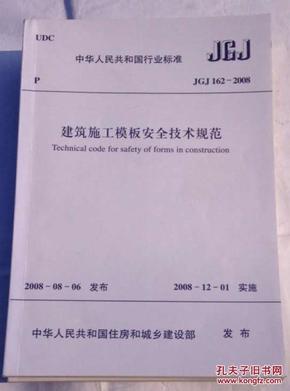 UDC
中华人民共和国行业标准 JGJ
P JGJ 162-2008
建筑施工模板安全技术规范
Technical code for safety of forms in construction
2008-08-06 发布 2008-12-01 实施
中华人民共和国住房和城乡建设部 发布
孔夫子旧书网